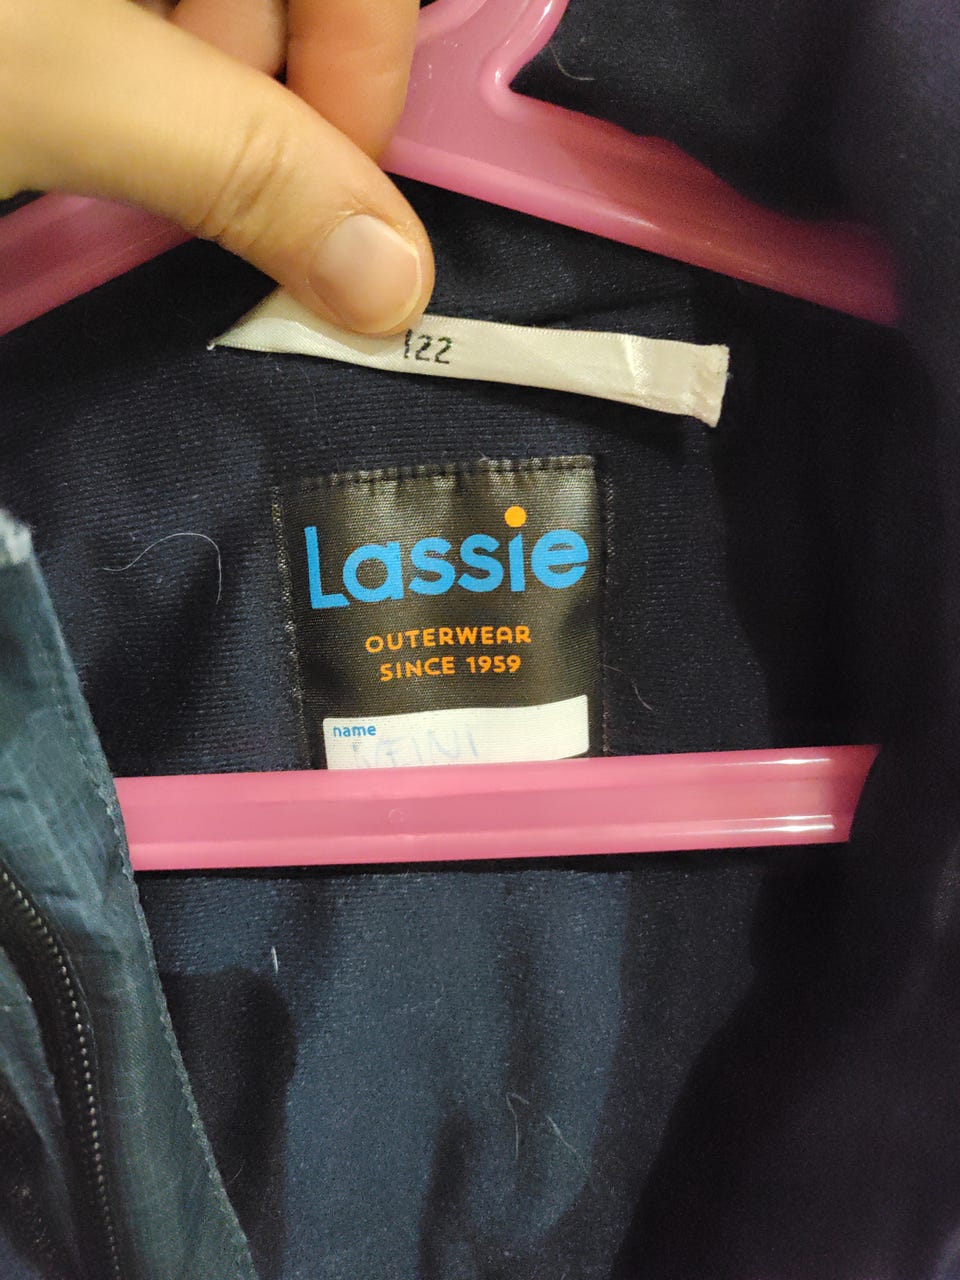 122
Lassie
OUTERWEAR
SINCE 1959
name